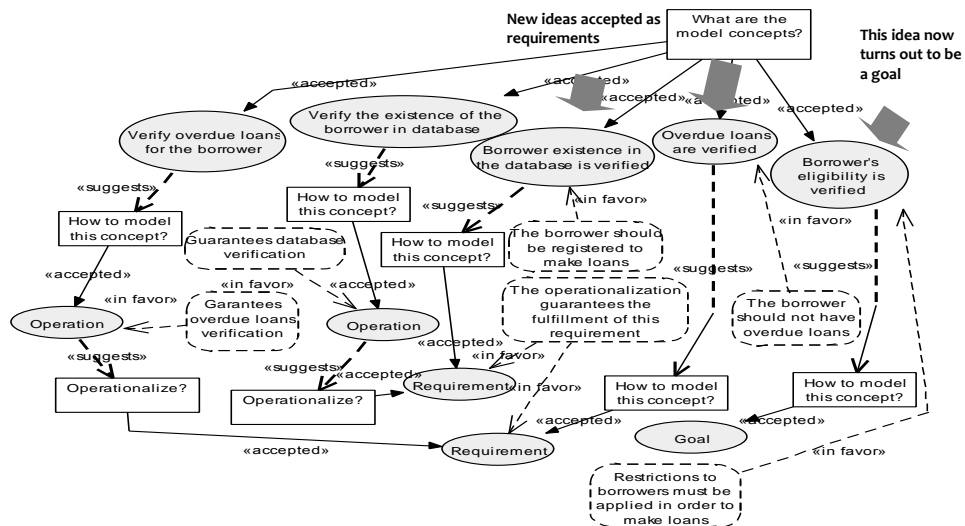 New ideas accepted as
requirements
What are the
model concepts?
This idea now
turns out to be
a goal
«accepted»
«accepted»
«accepted»
«accepted»
«accepted»
Verify overdue loans
for the borrower
Verify the existence of the
borrower in database
Borrower existence in
the database is verified
Overdue loans
are verified
Borrower's
eligibility is
verified
«suggests»
«suggests»
«suggests»
«in favor»
«in favor»
How to model
this concept?
How to model
this concept?
How to model
this concept?
Guarantees database
verification
The borrower should
be registered to
make loans
«suggests»
«suggests»
«accepted»
«in favor»
«accepted»
Garantees
overdue loans
verification
The operationalization
guarantees the
fulfillment of this
requirement
The borrower
should not have
overdue loans
«in favor»
Operation
Operation
«suggests»
«accepted»
«in favor»
«suggests»
«accepted»
Operationalize?
Operationalize?
Requirement
«in favor»
How to model
this concept?
How to model
this concept?
«accepted»
«accepted»
Goal
«accepted»
Requirement
«in favor»
Restrictions to
borrowers must be
applied in order to
make loans